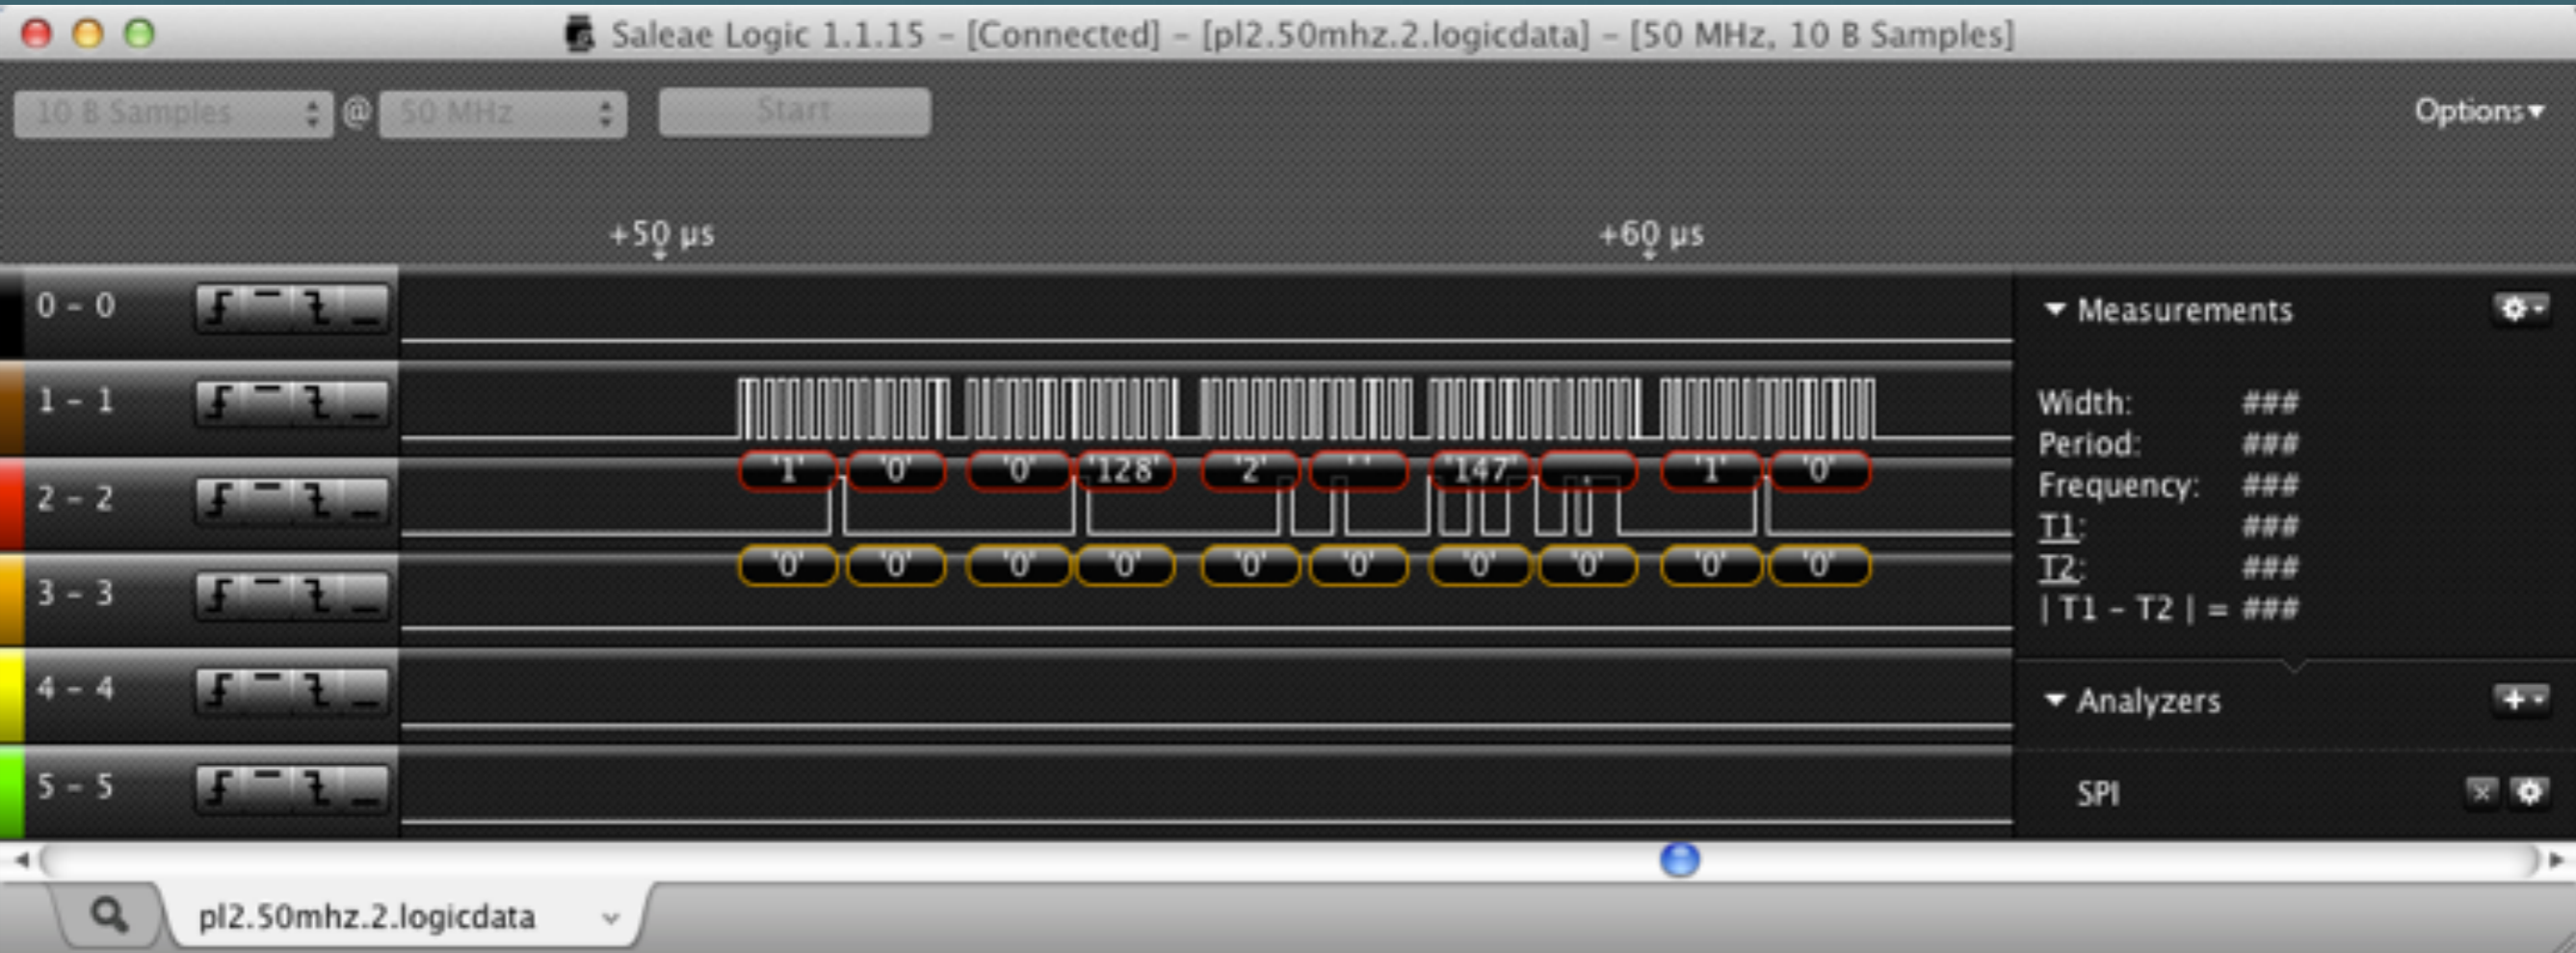 Saleae Logic 1.1.15 – [Connected] – [pl2.50mhz.2.logicdata] – [50 MHz, 10 B Samples]
10 B Samples @ 50 MHz Start Options
+50 µs +60 µs
0 – 0
1 – 1
2 – 2
'1' '0' '0' '128' '2' ' ' '147' '1' '0'
3 – 3
'0' '0' '0' '0' '0' '0' '0' '0' '0' '0'
4 – 4
5 – 5
Measurements
Width: ###
Period: ###
Frequency: ###
T1: ###
T2: ###
| T1 – T2 | = ###
Analyzers
SPI
pl2.50mhz.2.logicdata